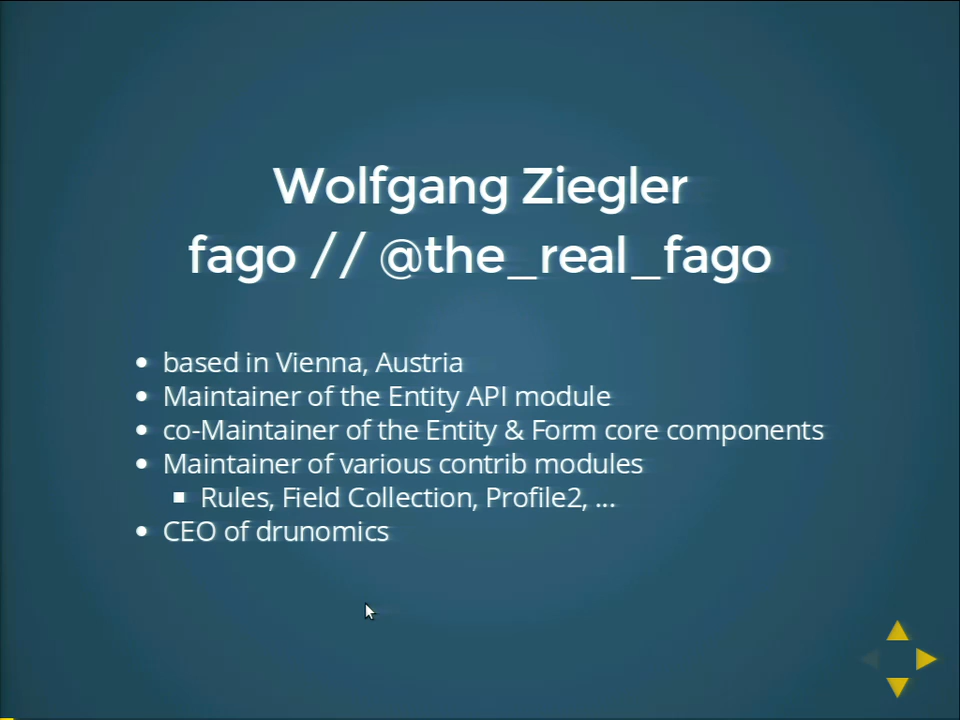 Wolfgang Ziegler
fago // @the_real_fago
based in Vienna, Austria
Maintainer of the Entity API module
co-Maintainer of the Entity & Form core components
Maintainer of various contrib modules
Rules, Field Collection, Profile2, ...
CEO of drunomics